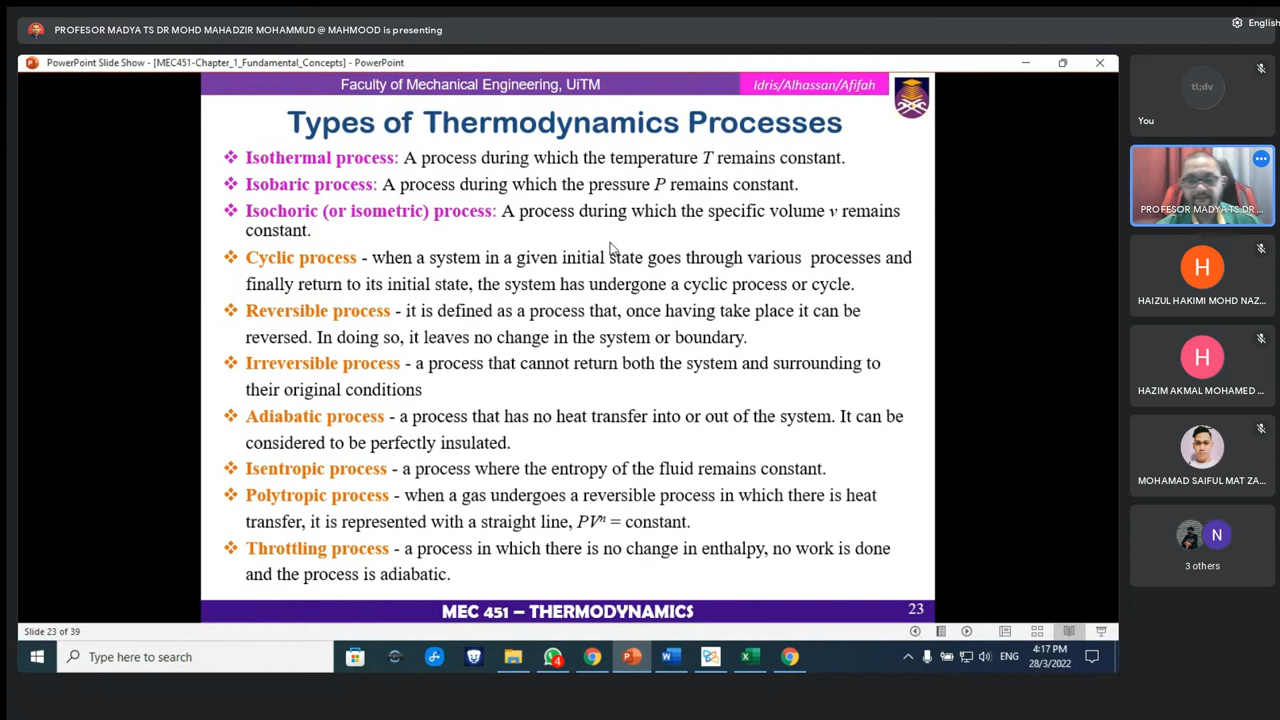 PROFESOR MADYA TS DR MOHD MAHADZIR MOHAMMUD @ MAHMOOD is presenting
English
PowerPoint Slide Show - [MEC451-Chapter_1_Fundamental_Concepts] - PowerPoint
Faculty of Mechanical Engineering, UiTM
Idris/Alhassan/Afifah
Types of Thermodynamics Processes
❖ Isothermal process: A process during which the temperature T remains constant.
❖ Isobaric process: A process during which the pressure P remains constant.
❖ Isochoric (or isometric) process: A process during which the specific volume v remains
constant.
❖ Cyclic process - when a system in a given initial state goes through various processes and
finally return to its initial state, the system has undergone a cyclic process or cycle.
❖ Reversible process - it is defined as a process that, once having take place it can be
reversed. In doing so, it leaves no change in the system or boundary.
❖ Irreversible process - a process that cannot return both the system and surrounding to
their original conditions
❖ Adiabatic process - a process that has no heat transfer into or out of the system. It can be
considered to be perfectly insulated.
❖ Isentropic process - a process where the entropy of the fluid remains constant.
❖ Polytropic process - when a gas undergoes a reversible process in which there is heat
transfer, it is represented with a straight line, PVⁿ = constant.
❖ Throttling process - a process in which there is no change in enthalpy, no work is done
and the process is adiabatic.
MEC 451 – THERMODYNAMICS
23
Slide 23 of 39
Type here to search
4
ENG
4:17 PM
28/3/2022
tl;dv
You
PROFESOR MADYA TS DR ...
H
HAIZUL HAKIMI MOHD NAZ...
H
HAZIM AKMAL MOHAMED ...
MOHAMAD SAIFUL MAT ZA...
N
3 others